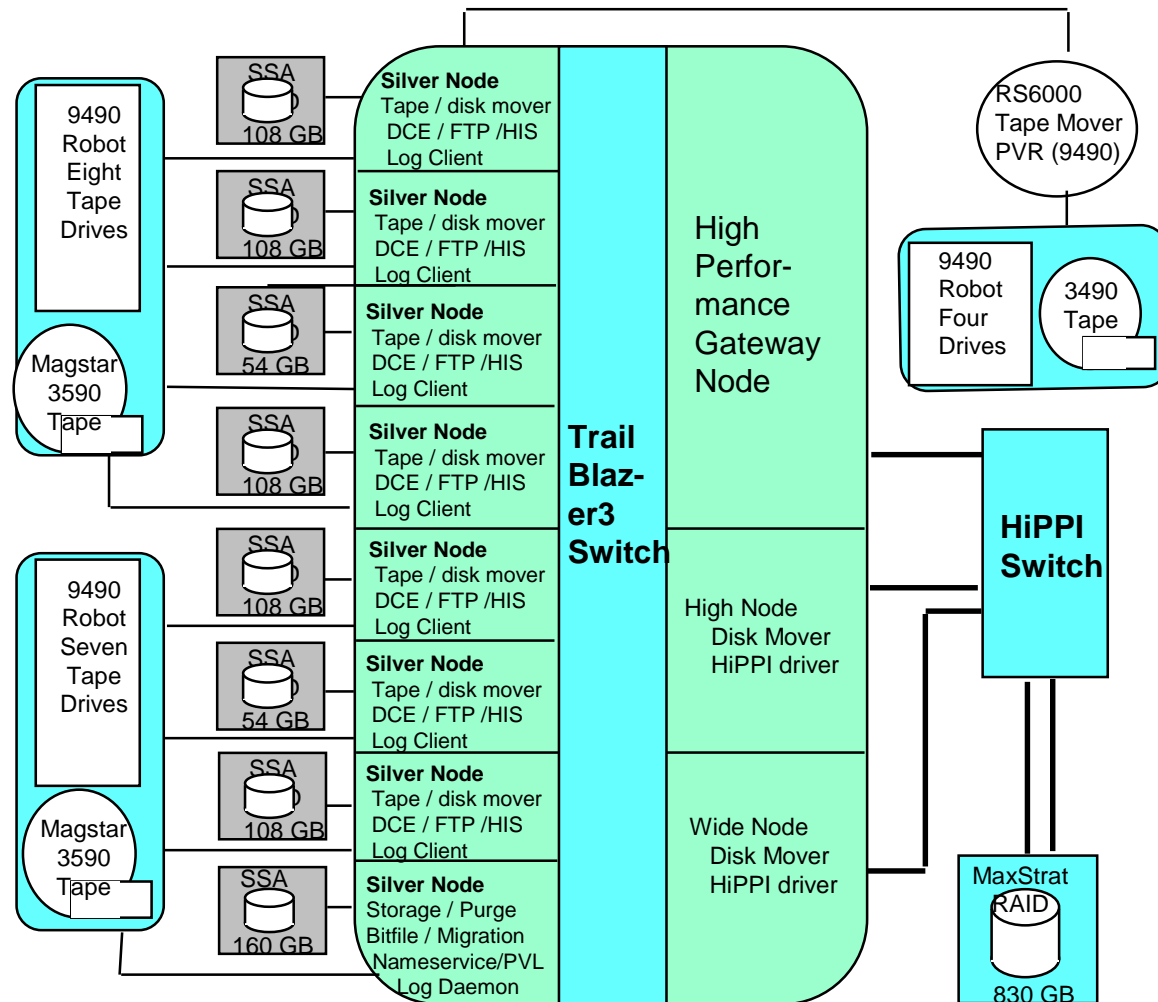 9490
Robot
Eight
Tape
Drives
Magstar
3590
Tape
9490
Robot
Seven
Tape
Drives
Magstar
3590
Tape
SSA
108 GB
SSA
108 GB
SSA
54 GB
SSA
108 GB
SSA
108 GB
SSA
54 GB
SSA
108 GB
SSA
160 GB
Silver Node
Tape / disk mover
DCE / FTP /HIS
Log Client
Silver Node
Tape / disk mover
DCE / FTP /HIS
Log Client
Silver Node
Tape / disk mover
DCE / FTP /HIS
Log Client
Silver Node
Tape / disk mover
DCE / FTP /HIS
Log Client
Silver Node
Tape / disk mover
DCE / FTP /HIS
Log Client
Silver Node
Tape / disk mover
DCE / FTP /HIS
Log Client
Silver Node
Tape / disk mover
DCE / FTP /HIS
Log Client
Silver Node
Storage / Purge
Bitfile / Migration
Nameservice/PVL
Log Daemon
Trail
Blaz-
er3
Switch
High
Perfor-
mance
Gateway
Node
High Node
Disk Mover
HiPPI driver
Wide Node
Disk Mover
HiPPI driver
RS6000
Tape Mover
PVR (9490)
9490
Robot
Four
Drives
3490
Tape
HiPPI
Switch
MaxStrat
RAID
830 GB